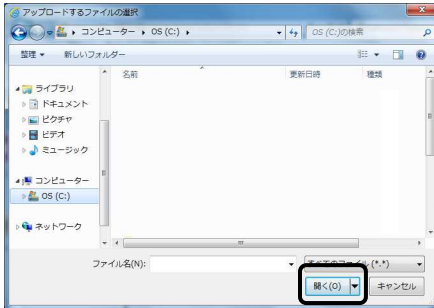 アップロードするファイルの選択
コンピューター ▸ OS (C:) ▸
OS (C:)の検索
整理 ▼ 新しいフォルダー
名前 更新日時 種類
ライブラリ
ドキュメント
ピクチャ
ビデオ
ミュージック
コンピューター
OS (C:)
ネットワーク
ファイル名(N):
すべてのファイル (*.*)
開く(O) キャンセル